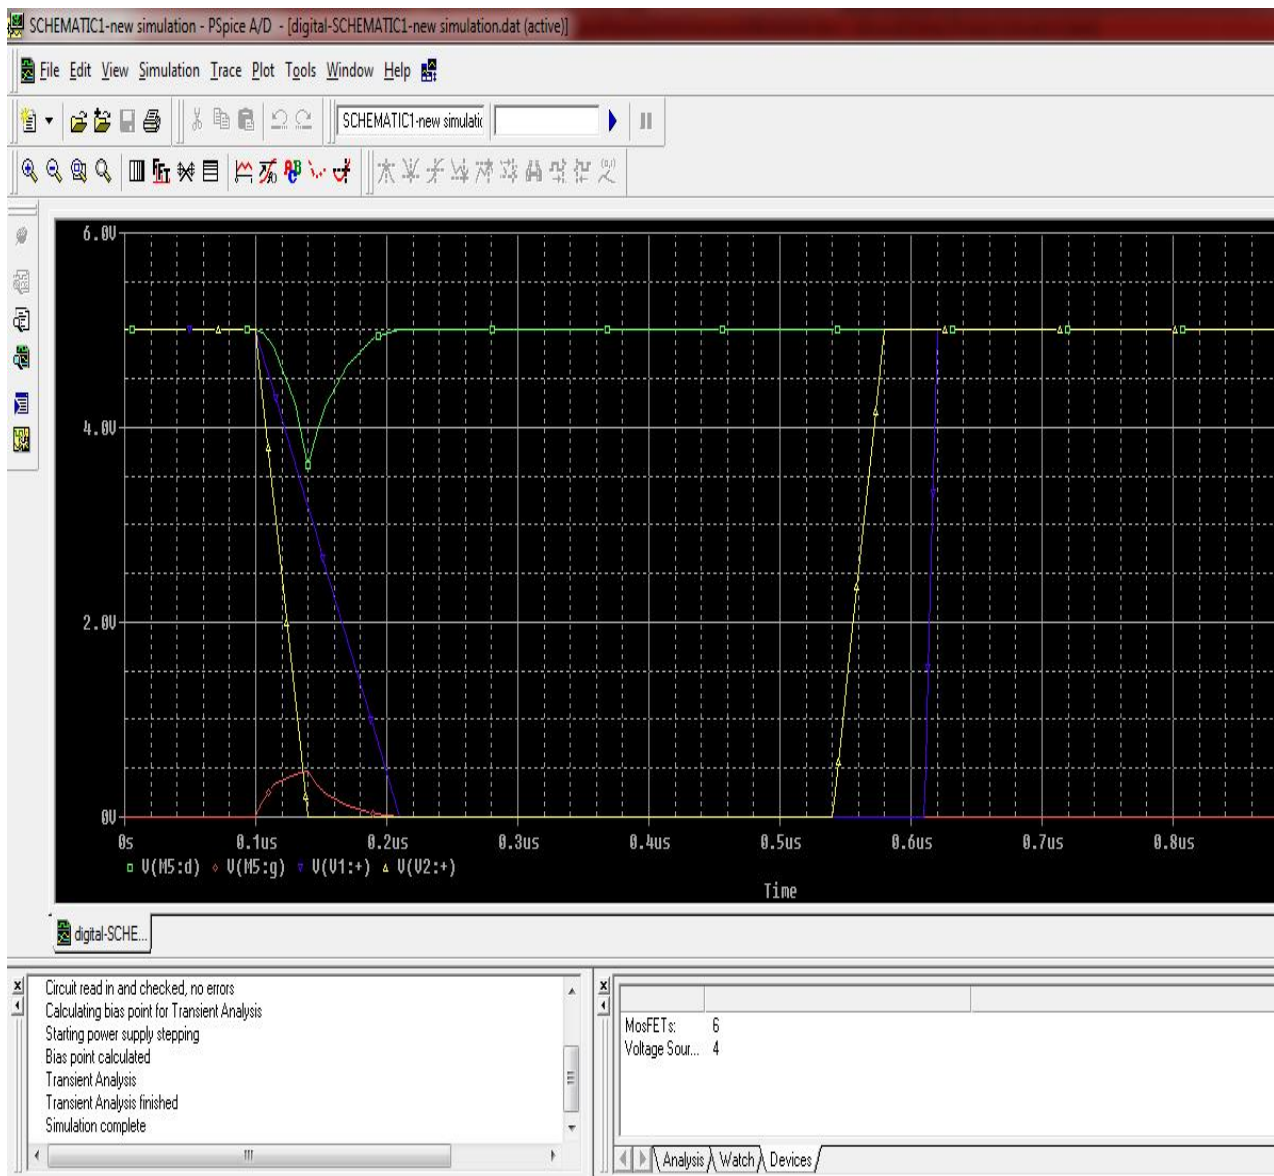 SCHEMATIC1-new simulation - PSpice A/D - [digital-SCHEMATIC1-new simulation.dat (active)]
File Edit View Simulation Trace Plot Tools Window Help
SCHEMATIC1-new simulatic
6.0V
4.0V
2.0V
0V
0s 0.1us 0.2us 0.3us 0.4us 0.5us 0.6us 0.7us 0.8us
V(M5:d) V(M5:g) V(V1:+) V(V2:+)
Time
digital-SCHE...
Circuit read in and checked, no errors
Calculating bias point for Transient Analysis
Starting power supply stepping
Bias point calculated
Transient Analysis
Transient Analysis finished
Simulation complete
MosFETs: 6
Voltage Sour... 4
Analysis Watch Devices